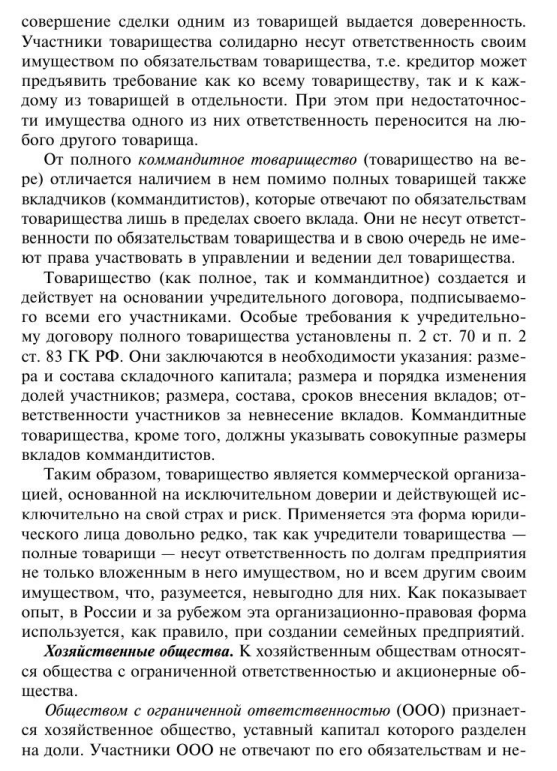 совершение сделки одним из товарищей выдается доверенность.
Участники товарищества солидарно несут ответственность своим
имуществом по обязательствам товарищества, т.е. кредитор может
предъявить требование как ко всему товариществу, так и к каж-
дому из товарищей в отдельности. При этом при недостаточнос-
ти имущества одного из них ответственность переносится на лю-
бого другого товарища.
От полного коммандитное товарищество (товарищество на ве-
ре) отличается наличием в нем помимо полных товарищей также
вкладчиков (коммандитистов), которые отвечают по обязательствам
товарищества лишь в пределах своего вклада. Они не несут ответст-
венности по обязательствам товарищества и в свою очередь не име-
ют права участвовать в управлении и ведении дел товарищества.
Товарищество (как полное, так и коммандитное) создается и
действует на основании учредительного договора, подписываемо-
го всеми его участниками. Особые требования к учредительно-
му договору полного товарищества установлены п. 2 ст. 70 и п. 2
ст. 83 ГК РФ. Они заключаются в необходимости указания: разме-
ра и состава складочного капитала; размера и порядка изменения
долей участников; размера, состава, сроков внесения вкладов; от-
ветственности участников за невнесение вкладов. Коммандитные
товарищества, кроме того, должны указывать совокупные размеры
вкладов коммандитистов.
Таким образом, товарищество является коммерческой организа-
цией, основанной на исключительном доверии и действующей ис-
ключительно на свой страх и риск. Применяется эта форма юриди-
ческого лица довольно редко, так как учредители товарищества —
полные товарищи — несут ответственность по долгам предприятия
не только вложенным в него имуществом, но и всем другим своим
имуществом, что, разумеется, невыгодно для них. Как показывает
опыт, в России и за рубежом эта организационно-правовая форма
используется, как правило, при создании семейных предприятий.
Хозяйственные общества. К хозяйственным обществам относят-
ся общества с ограниченной ответственностью и акционерные об-
щества.
Обществом с ограниченной ответственностью (ООО) признает-
ся хозяйственное общество, уставный капитал которого разделен
на доли. Участники ООО не отвечают по его обязательствам и не-